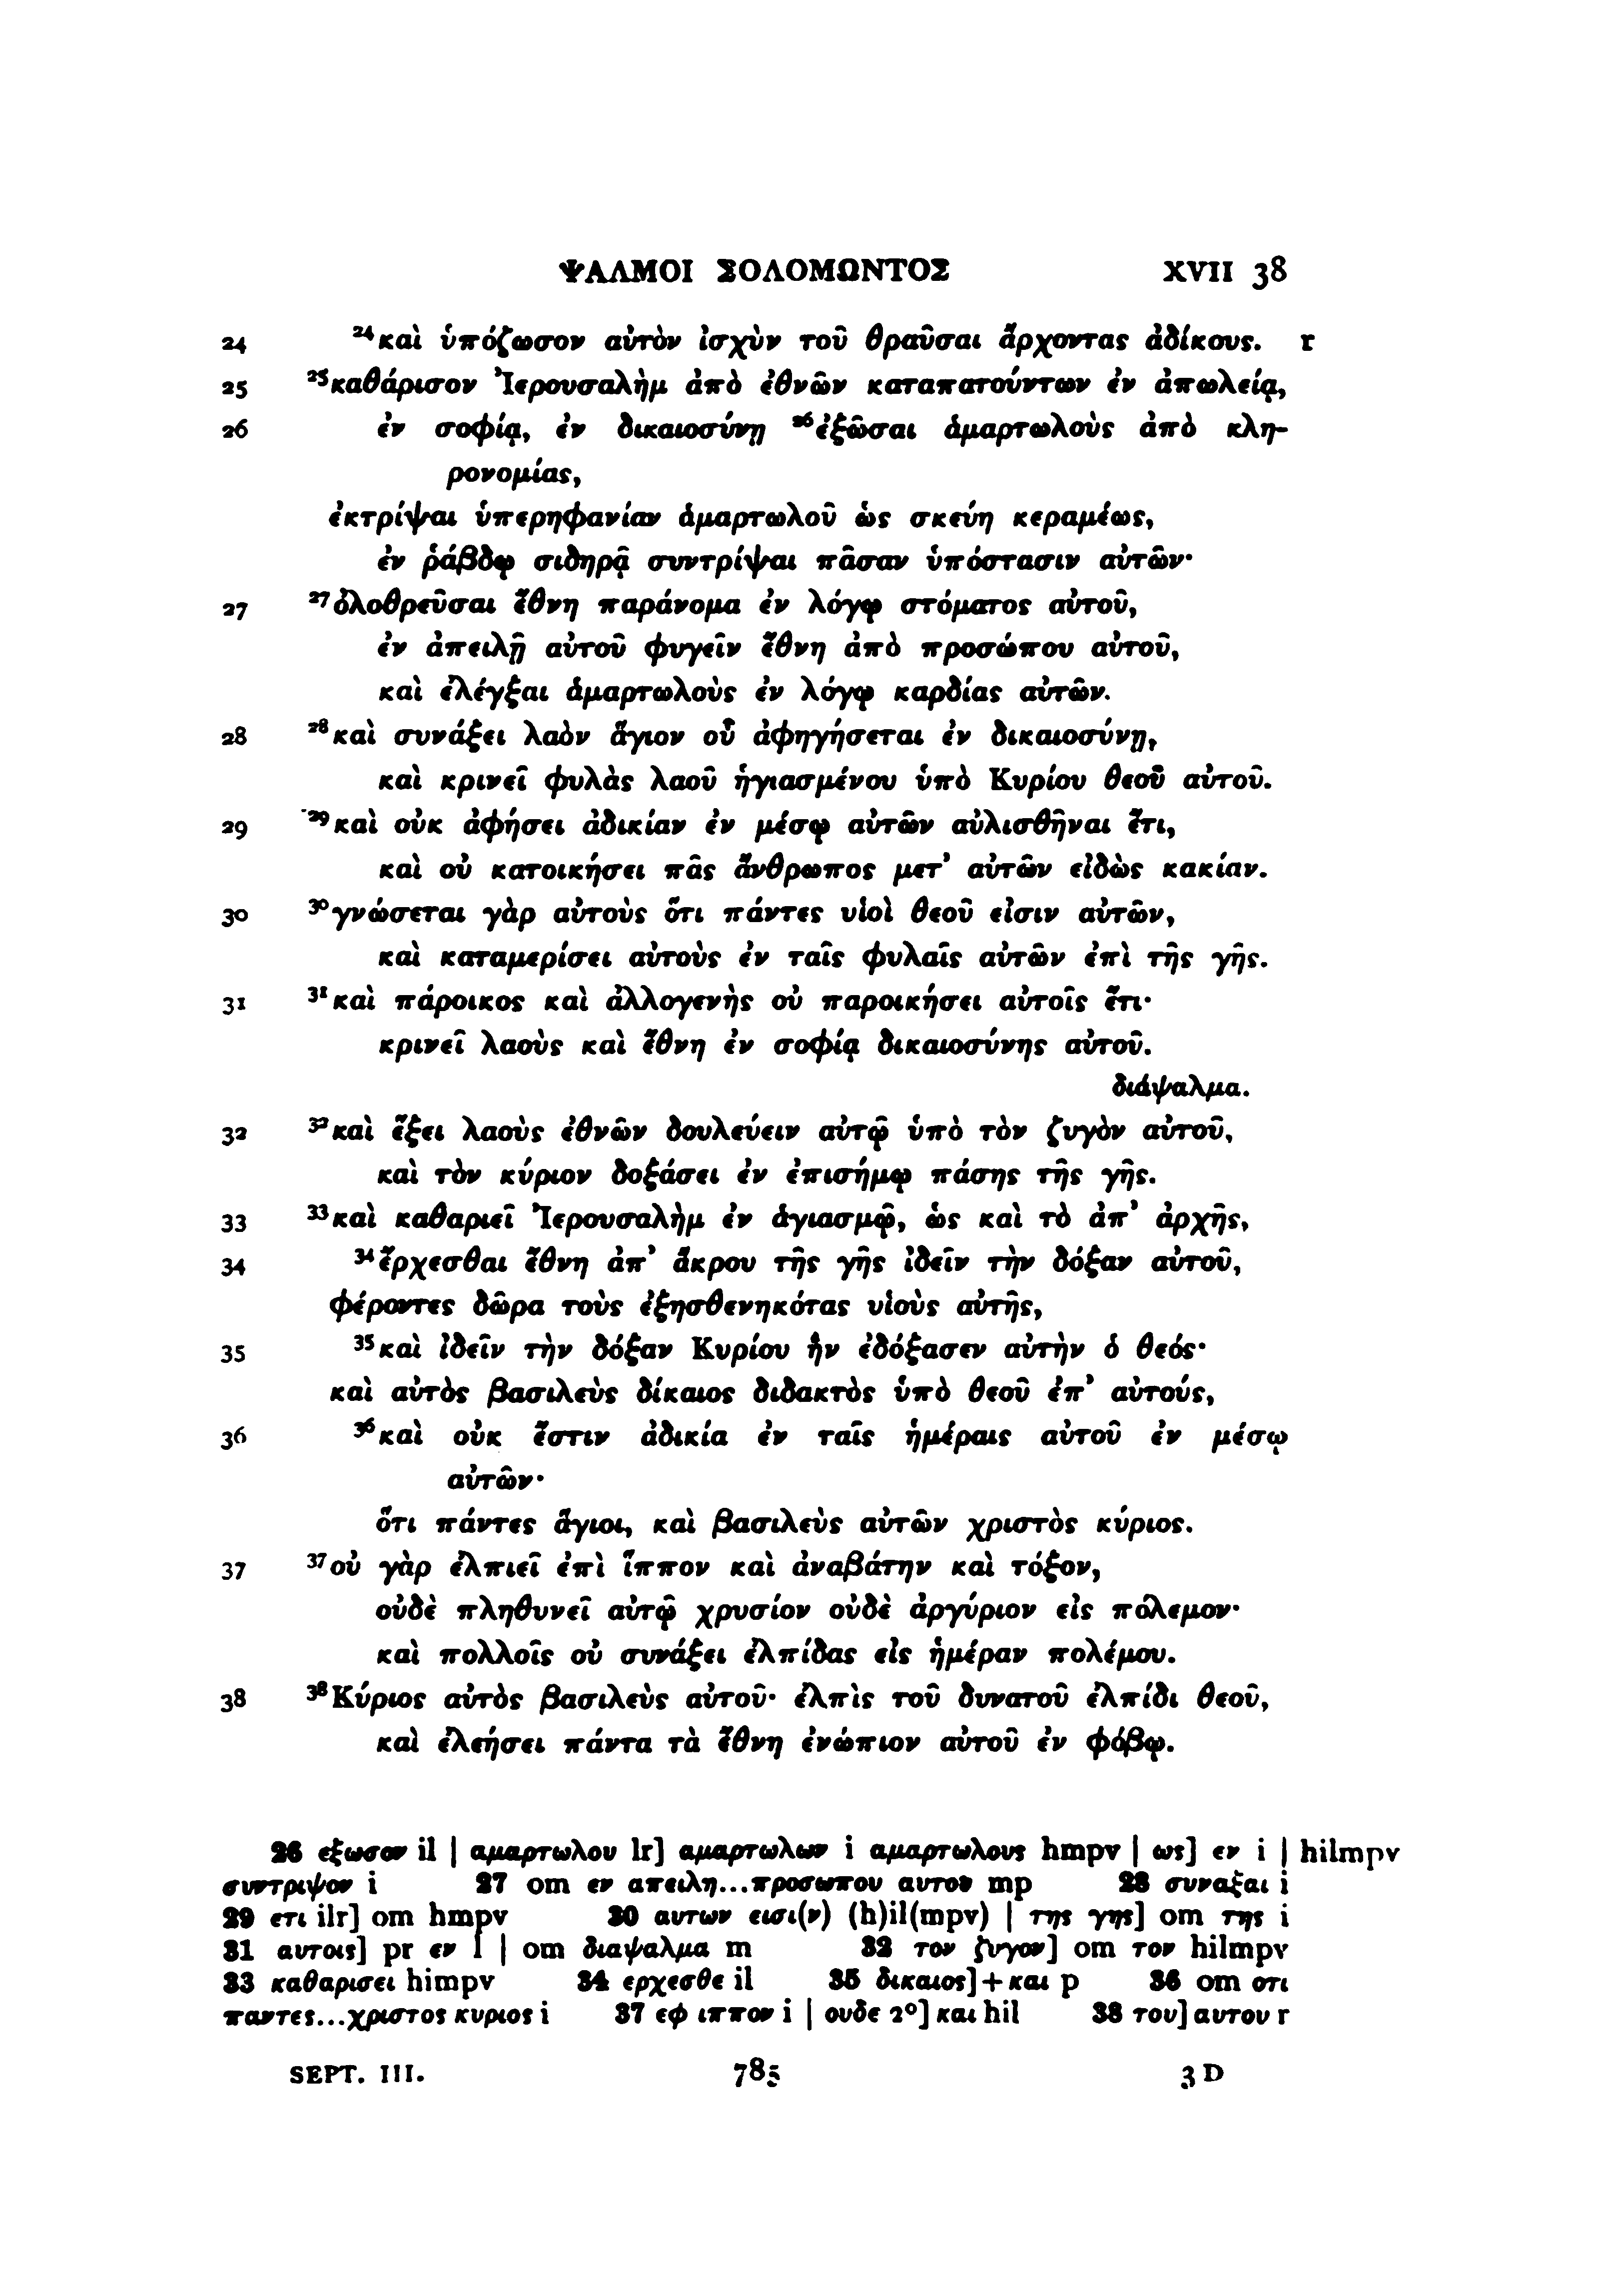 ΨΑΛΜΟΙ ΣΟΛΟΜΩΝΤΟΣ XVII 38
24 ²⁴καὶ ὑπόζωσον αὐτὸν ἰσχὺν τοῦ θραῦσαι ἄρχοντας ἀδίκους. r
25 ²⁵καθάρισον Ἰερουσαλὴμ ἀπὸ ἐθνῶν καταπατούντων ἐν ἀπωλείᾳ,
26 ἐν σοφίᾳ, ἐν δικαιοσύνῃ ²⁶ἐξῶσαι ἁμαρτωλοὺς ἀπὸ κλη-
ρονομίας,
ἐκτρίψαι ὑπερηφανίαν ἁμαρτωλοῦ ὡς σκεύη κεραμέως,
ἐν ῥάβδῳ σιδηρᾷ συντρίψαι πᾶσαν ὑπόστασιν αὐτῶν·
27 ²⁷ὀλοθρεῦσαι ἔθνη παράνομα ἐν λόγῳ στόματος αὐτοῦ,
ἐν ἀπειλῇ αὐτοῦ φυγεῖν ἔθνη ἀπὸ προσώπου αὐτοῦ,
καὶ ἐλέγξαι ἁμαρτωλοὺς ἐν λόγῳ καρδίας αὐτῶν.
28 ²⁸καὶ συνάξει λαὸν ἅγιον οὗ ἀφηγήσεται ἐν δικαιοσύνῃ,
καὶ κρινεῖ φυλὰς λαοῦ ἡγιασμένου ὑπὸ Κυρίου θεοῦ αὐτοῦ.
29 ²⁹καὶ οὐκ ἀφήσει ἀδικίαν ἐν μέσῳ αὐτῶν αὐλισθῆναι ἔτι,
καὶ οὐ κατοικήσει πᾶς ἄνθρωπος μετ᾽ αὐτῶν εἰδὼς κακίαν.
30 ³⁰γνώσεται γὰρ αὐτοὺς ὅτι πάντες υἱοὶ θεοῦ εἰσιν αὐτῶν,
καὶ καταμερίσει αὐτοὺς ἐν ταῖς φυλαῖς αὐτῶν ἐπὶ τῆς γῆς.
31 ³¹καὶ πάροικος καὶ ἀλλογενὴς οὐ παροικήσει αὐτοῖς ἔτι·
κρινεῖ λαοὺς καὶ ἔθνη ἐν σοφίᾳ δικαιοσύνης αὐτοῦ.
διάψαλμα.
32 ³²καὶ ἕξει λαοὺς ἐθνῶν δουλεύειν αὐτῷ ὑπὸ τὸν ζυγὸν αὐτοῦ,
καὶ τὸν κύριον δοξάσει ἐν ἐπισήμῳ πάσης τῆς γῆς.
33 ³³καὶ καθαριεῖ Ἰερουσαλὴμ ἐν ἁγιασμῷ, ὡς καὶ τὸ ἀπ᾽ ἀρχῆς,
34 ³⁴ἔρχεσθαι ἔθνη ἀπ᾽ ἄκρου τῆς γῆς ἰδεῖν τὴν δόξαν αὐτοῦ,
φέροντες δῶρα τοὺς ἐξησθενηκότας υἱοὺς αὐτῆς,
35 ³⁵καὶ ἰδεῖν τὴν δόξαν Κυρίου ἣν ἐδόξασεν αὐτὴν ὁ θεός·
καὶ αὐτὸς βασιλεὺς δίκαιος διδακτὸς ὑπὸ θεοῦ ἐπ᾽ αὐτούς,
36 ³⁶καὶ οὐκ ἔστιν ἀδικία ἐν ταῖς ἡμέραις αὐτοῦ ἐν μέσῳ
αὐτῶν·
ὅτι πάντες ἅγιοι, καὶ βασιλεὺς αὐτῶν χριστὸς κύριος.
37 ³⁷οὐ γὰρ ἐλπιεῖ ἐπὶ ἵππον καὶ ἀναβάτην καὶ τόξον,
οὐδὲ πληθυνεῖ αὐτῷ χρυσίον οὐδὲ ἀργύριον εἰς πόλεμον·
καὶ πολλοῖς οὐ συνάξει ἐλπίδας εἰς ἡμέραν πολέμου.
38 ³⁸Κύριος αὐτὸς βασιλεὺς αὐτοῦ· ἐλπὶς τοῦ δυνατοῦ ἐλπίδι θεοῦ,
καὶ ἐλεήσει πάντα τὰ ἔθνη ἐνώπιον αὐτοῦ ἐν φόβῳ.
26 εξωσον il | αμαρτωλου lr] αμαρτωλων i αμαρτωλους hmpv | ως] εν i | hilmpv
συντριψον i 27 om εν απειλη...προσωπου αυτου mp 28 συναξαι i
29 ετι ilr] om hmpv 30 αυτων εισι(ν) (h)il(mpv) | της γης] om της i
31 αυτοις] pr εν l | om διαψαλμα m 32 τον ζυγον] om τον hilmpv
33 καθαρισει himpv 34 ερχεσθε il 35 δικαιος]+και p 36 om οτι
παντες...χριστος κυριος i 37 εφ ιππον i | ουδε 2°] και hil 38 του] αυτου r
SEPT. III. 785 3 D